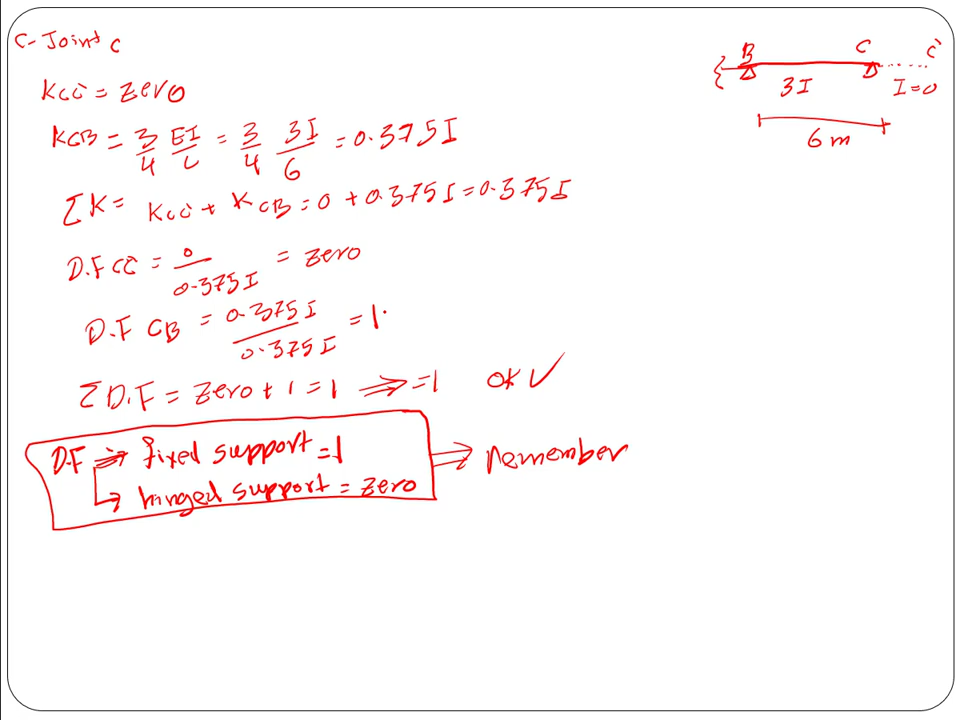 C-Joint C
KCC' = zero
KCB = 3/4 EI/L = 3/4 3I/6 = 0.375I
ΣK = KCC' + KCB = 0 + 0.375I = 0.375I
D.F CC' = 0/0.375I = zero
D.F CB = 0.375I/0.375I = 1.
ΣD.F = zero + 1 = 1 ⇒ =1 OK ✓
D.F ⇒ fixed support = 1
↳ hinged support = zero
⇒ remember
B C C'
3I I=0
6 m